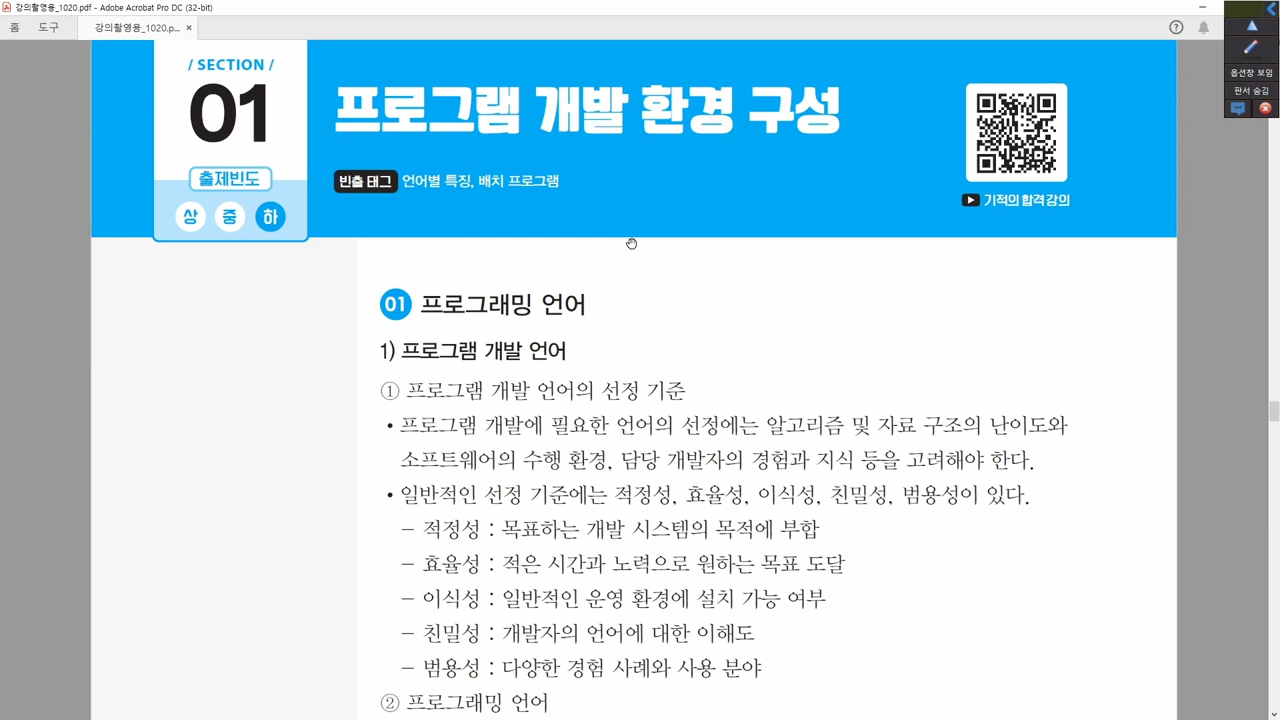 강의촬영용_1020.pdf - Adobe Acrobat Pro DC (32-bit)
홈 도구 강의촬영용_1020.p... ×
옵션창 보임
판서 숨김
/ SECTION /
01
출제빈도
상 중 하
프로그램 개발 환경 구성
빈출 태그 언어별 특징, 배치 프로그램
기적의 합격 강의
01 프로그래밍 언어
1) 프로그램 개발 언어
① 프로그램 개발 언어의 선정 기준
• 프로그램 개발에 필요한 언어의 선정에는 알고리즘 및 자료 구조의 난이도와
소프트웨어의 수행 환경, 담당 개발자의 경험과 지식 등을 고려해야 한다.
• 일반적인 선정 기준에는 적정성, 효율성, 이식성, 친밀성, 범용성이 있다.
– 적정성 : 목표하는 개발 시스템의 목적에 부합
– 효율성 : 적은 시간과 노력으로 원하는 목표 도달
– 이식성 : 일반적인 운영 환경에 설치 가능 여부
– 친밀성 : 개발자의 언어에 대한 이해도
– 범용성 : 다양한 경험 사례와 사용 분야
② 프로그래밍 언어